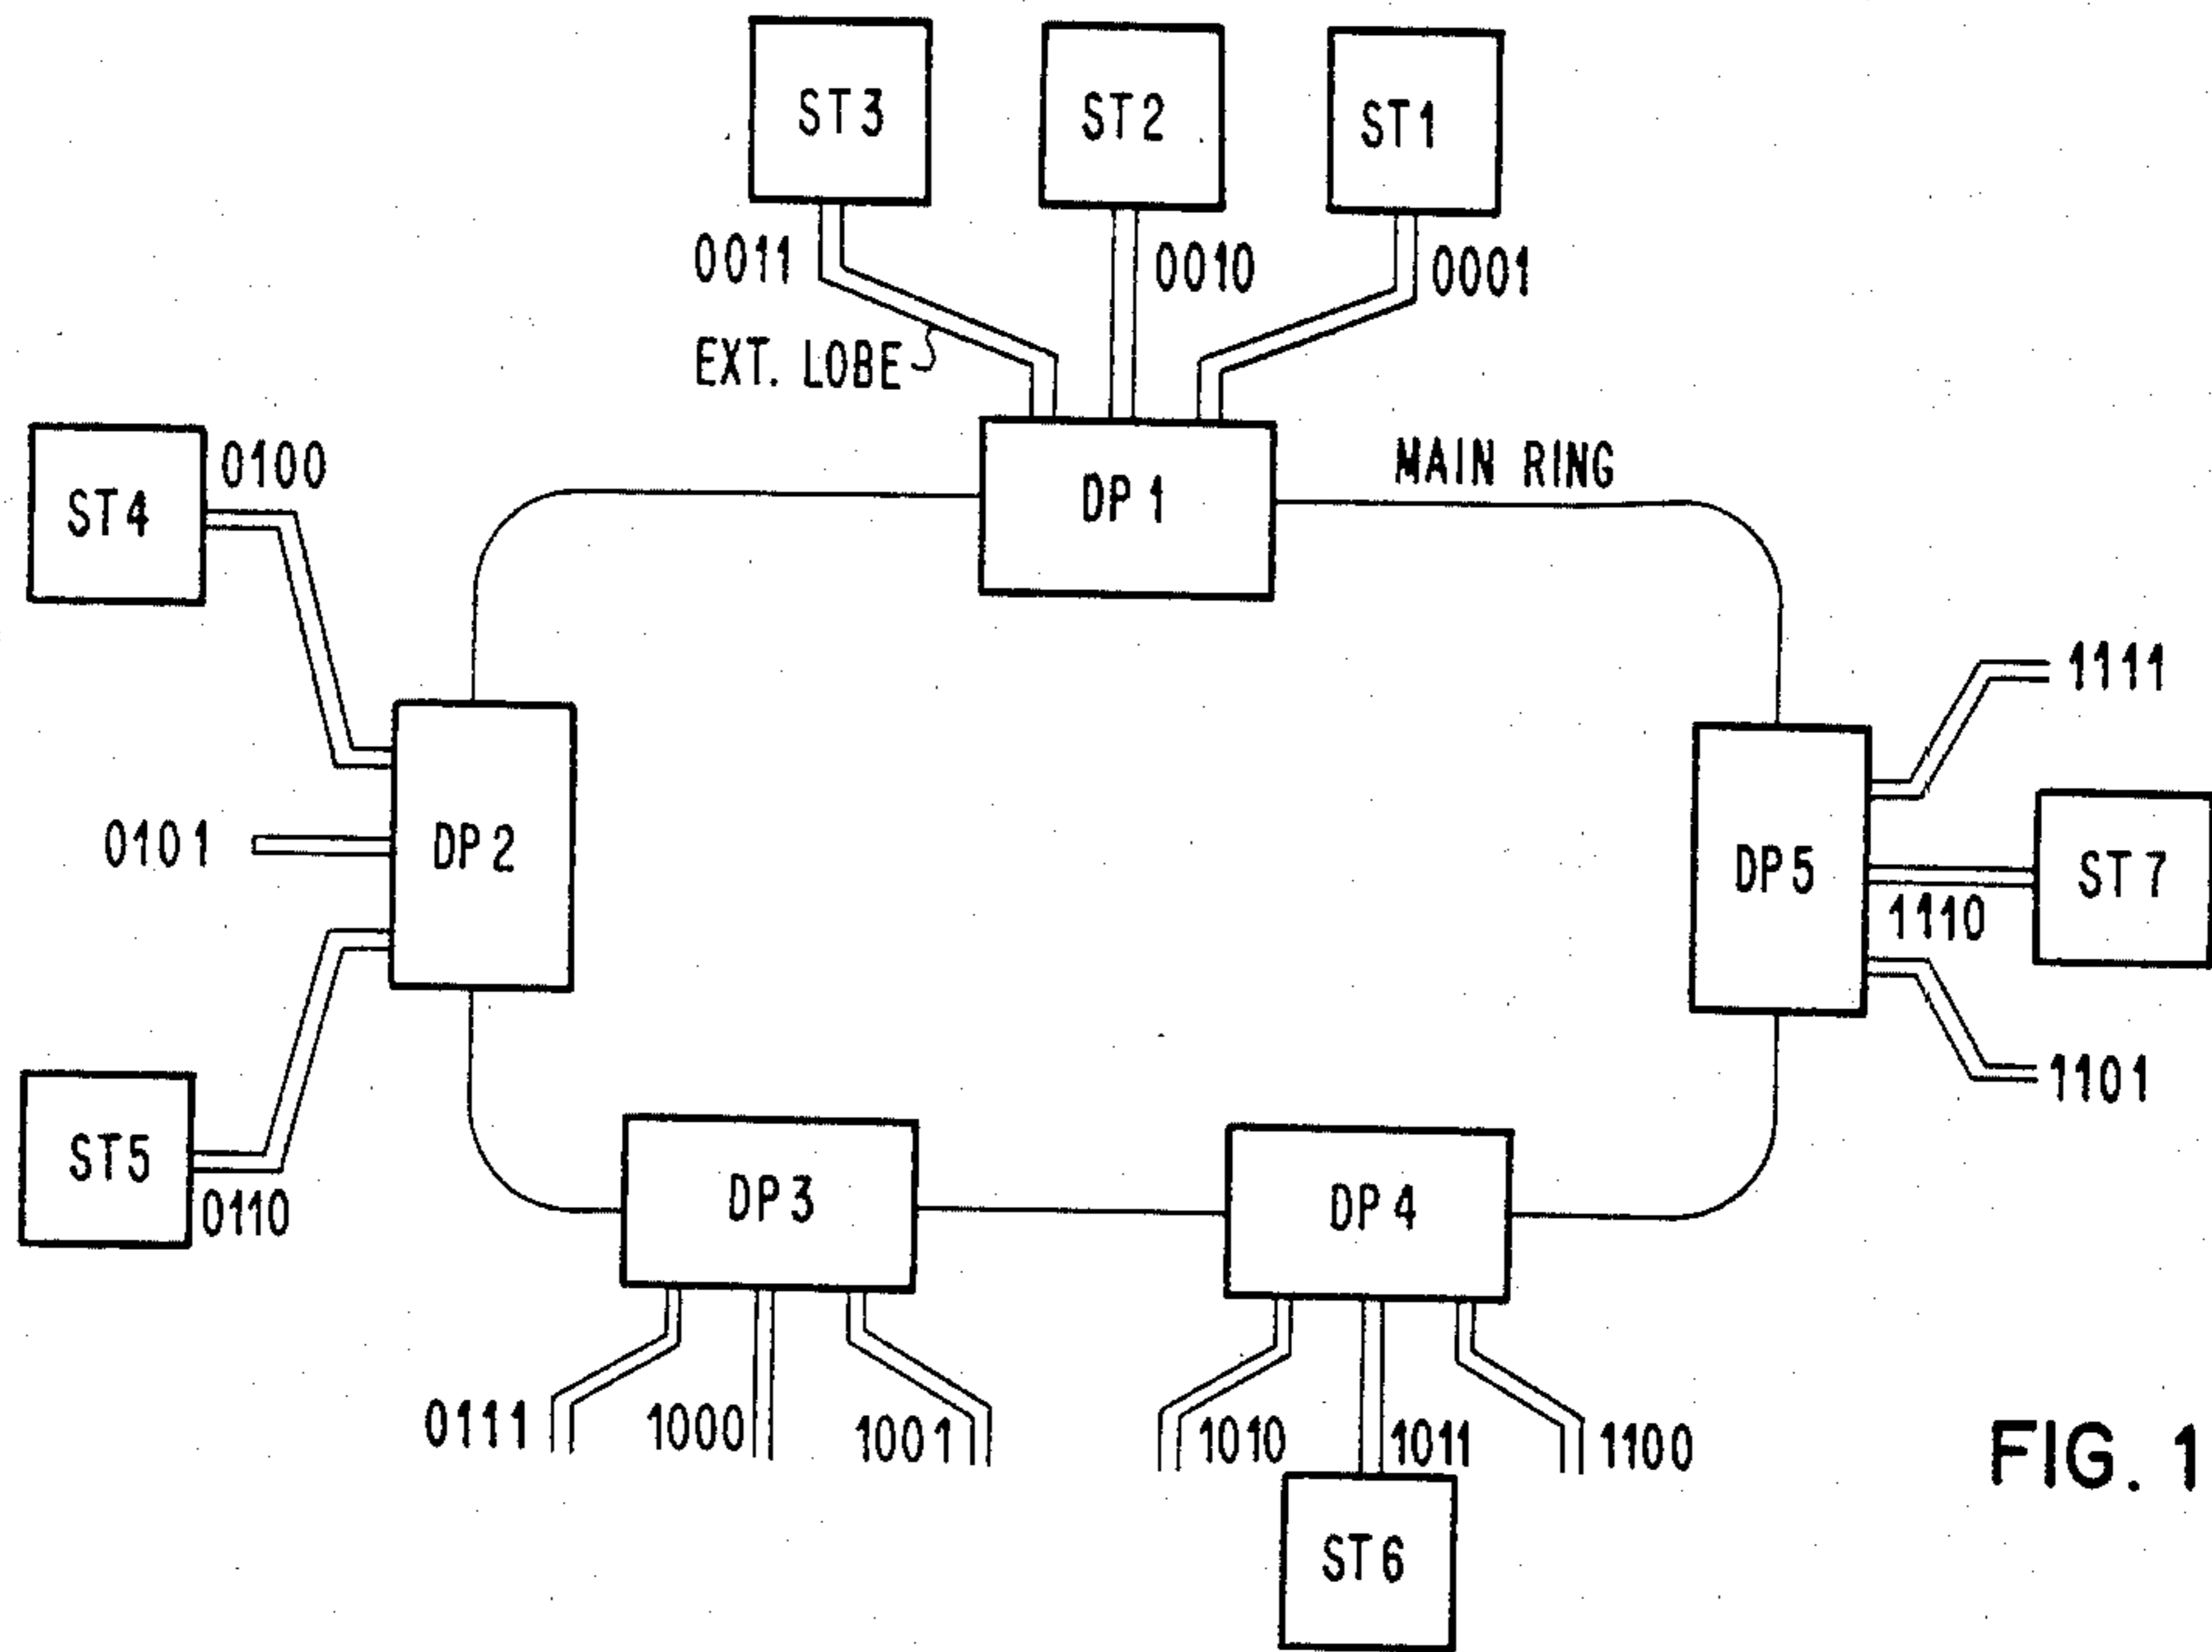 ST3
ST2
ST1
0011
0010
0001
EXT. LOBE
MAIN RING
DP1
ST4
0100
1111
0101
DP2
DP5
ST7
1110
1101
ST5
0110
DP3
DP4
0111
1000
1001
1010
1011
1100
FIG. 1
ST6